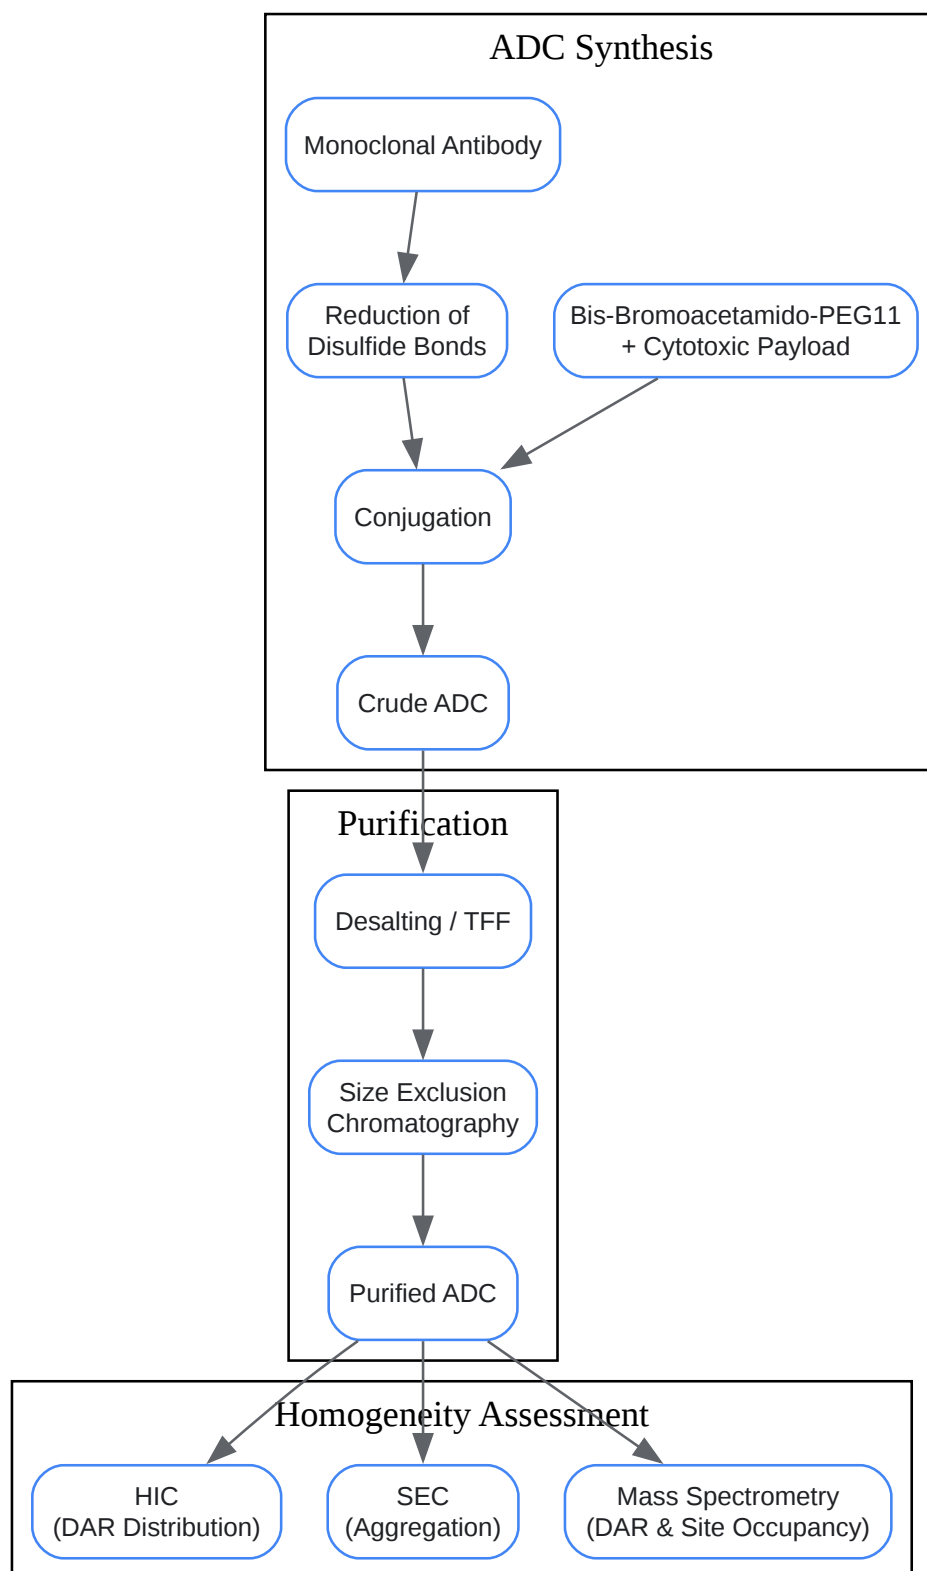 ADC Synthesis
Monoclonal Antibody
Reduction of
Disulfide Bonds
Bis-Bromoacetamido-PEG11
+ Cytotoxic Payload
Conjugation
Crude ADC
Purification
Desalting / TFF
Size Exclusion
Chromatography
Purified ADC
Homogeneity Assessment
HIC
(DAR Distribution)
SEC
(Aggregation)
Mass Spectrometry
(DAR & Site Occupancy)